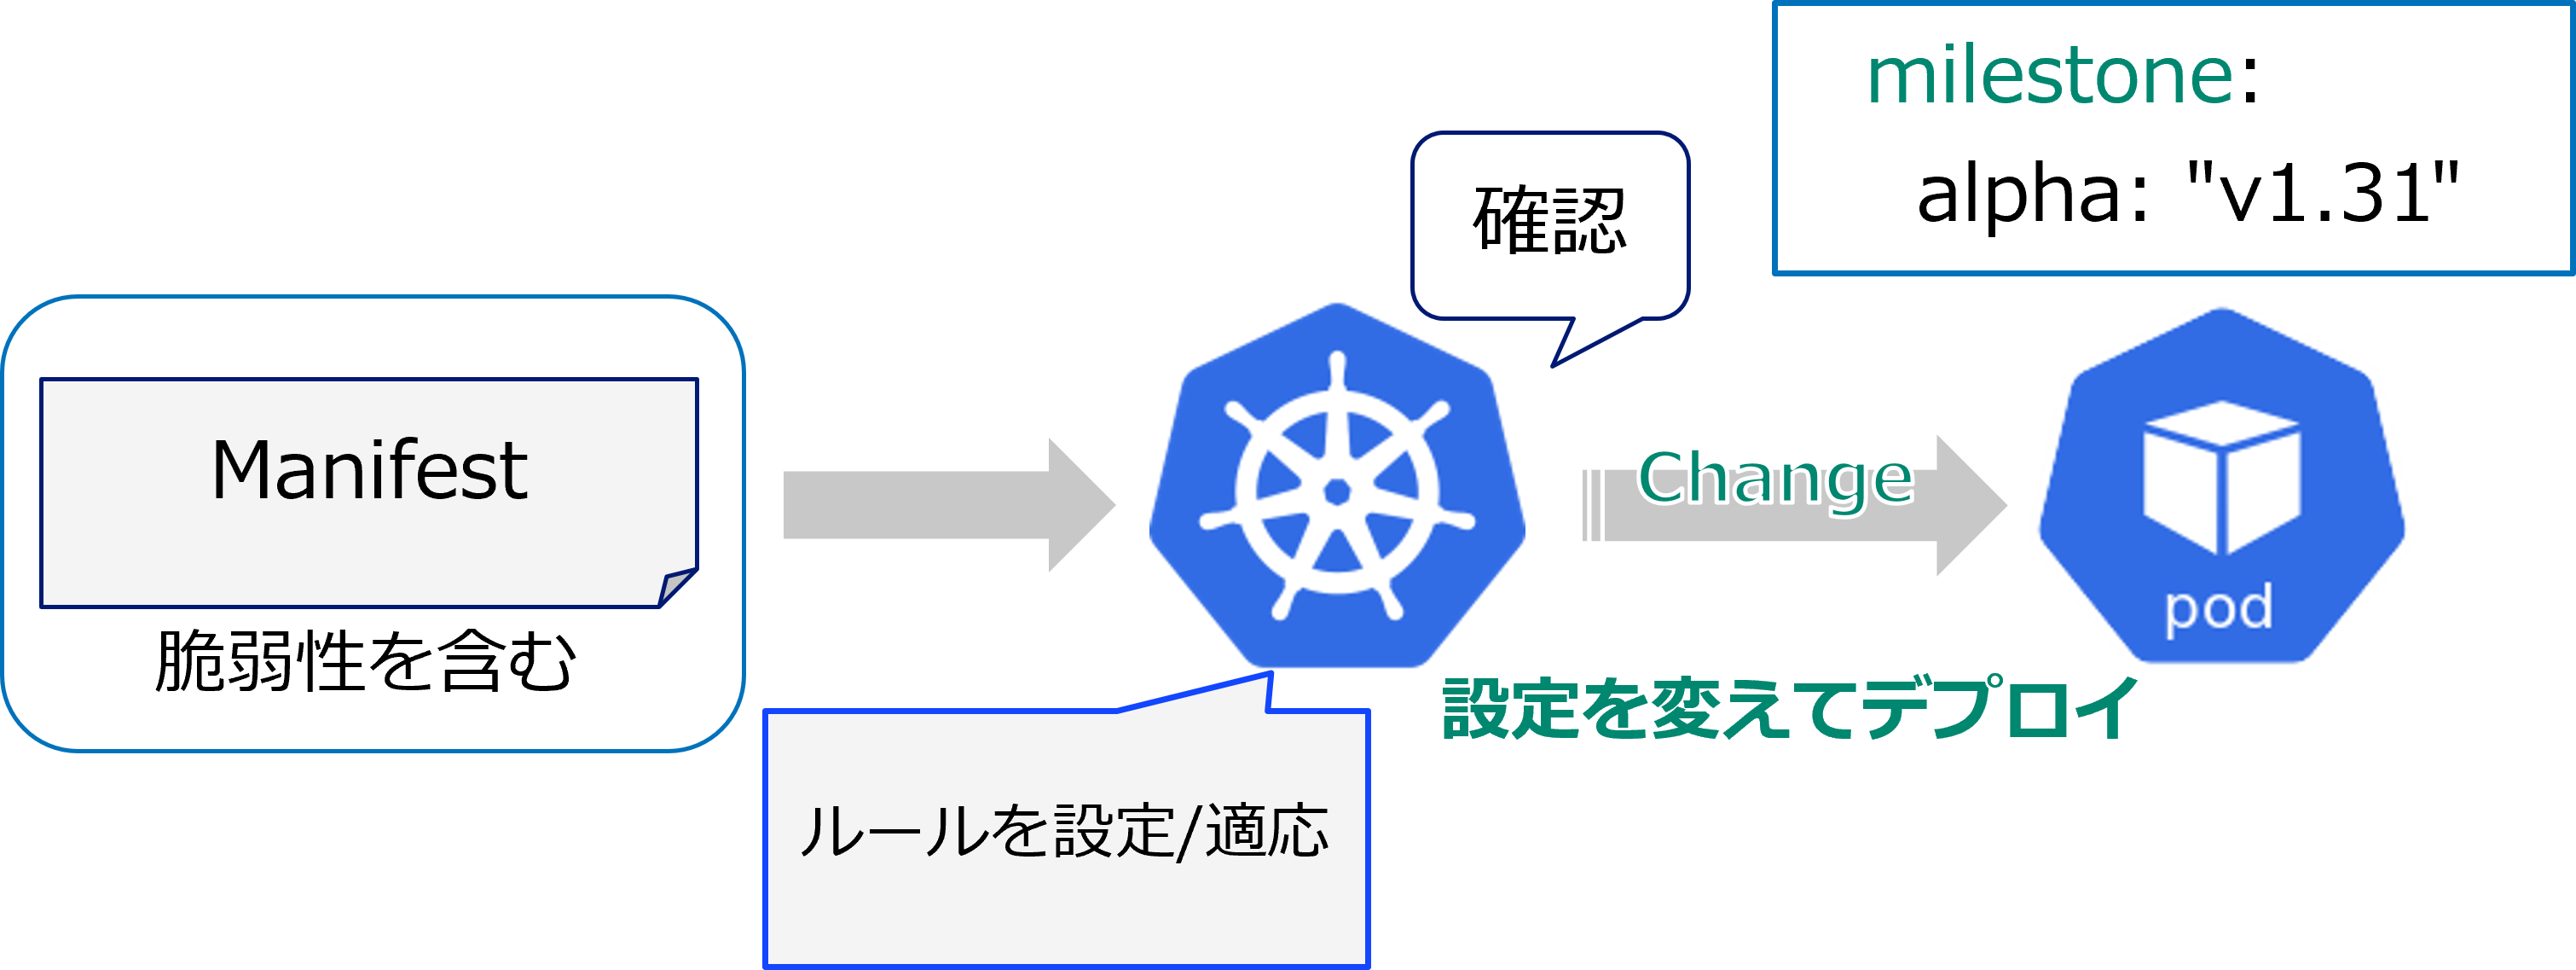 milestone:
alpha: "v1.31"
確認
Manifest
脆弱性を含む
Change
pod
設定を変えてデプロイ
ルールを設定/適応